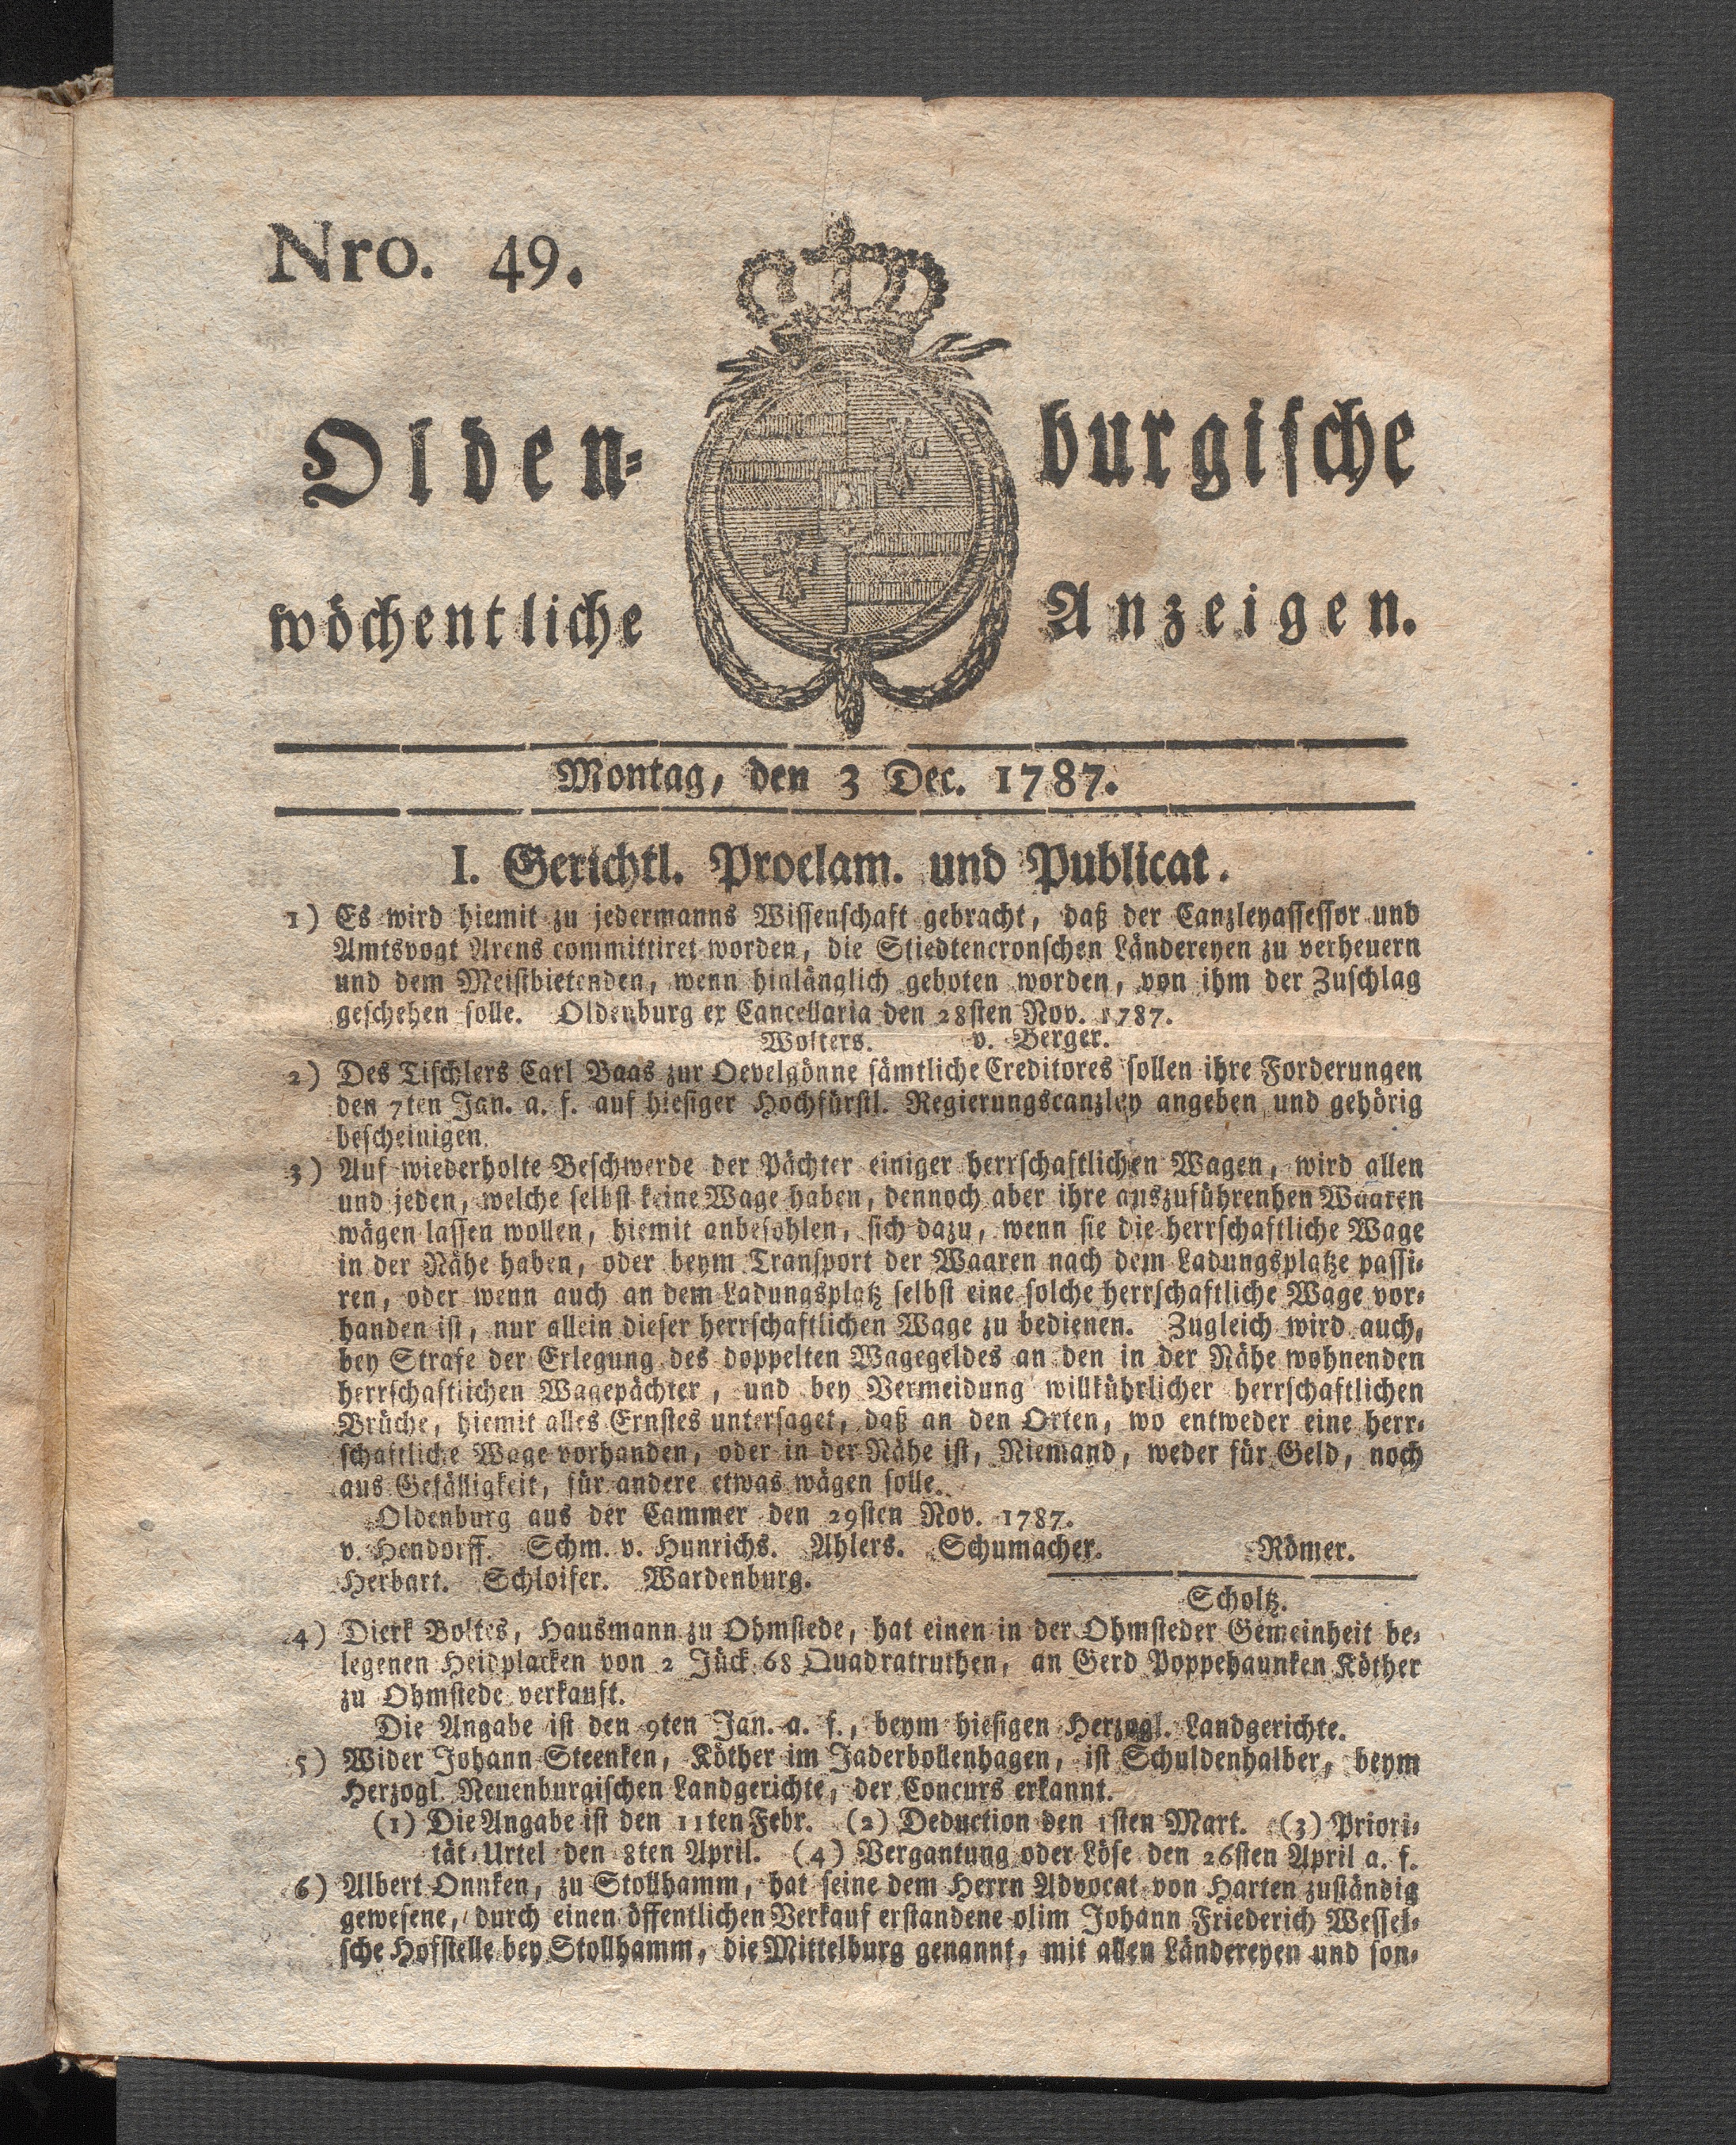 Nro. 49.
Olden- burgische
wöchentliche Anzeigen.
Montag, den 3 Dec. 1787.
I. Gerichtl. Proclam. und Publicat.
1) Es wird hiemit zu jedermanns Wissenschaft gebracht, daß der Canzleyassessor und
Amtsvogt Arens committiret worden, die Stiedtencronschen Ländereyen zu verheuern
und dem Meistbietenden, wenn hinlänglich geboten worden, von ihm der Zuschlag
geschehen solle. Oldenburg ex Cancellaria den 28sten Nov. 1787.
Wolters. v. Berger.
2) Des Tischlers Carl Baas zur Oevelgönne sämtliche Creditores sollen ihre Forderungen
den 7ten Jan. a. f. auf hiesiger Hochfürstl. Regierungscanzley angeben und gehörig
bescheinigen.
3) Auf wiederholte Beschwerde der Pächter einiger herrschaftlichen Wagen, wird allen
und jeden, welche selbst keine Wage haben, dennoch aber ihre auszuführenhen Waaren
wägen lassen wollen, hiemit anbefohlen, sich dazu, wenn sie die herrschaftliche Wage
in der Nähe haben, oder beym Transport der Waaren nach dem Ladungsplatze passi-
ren, oder wenn auch an dem Ladungsplatz selbst eine solche herrschaftliche Wage vor-
handen ist, nur allein dieser herrschaftlichen Wage zu bedienen. Zugleich wird auch,
bey Strafe der Erlegung des doppelten Wagegeldes an den in der Nähe wohnenden
herrschaftlichen Wagepächter, und bey Vermeidung willkührlicher herrschaftlichen
Brüche, hiemit alles Ernstes untersaget, daß an den Orten, wo entweder eine herr-
schaftliche Wage vorhanden, oder in der Nähe ist, Niemand, weder für Geld, noch
aus Gefälligkeit, für andere etwas wägen solle.
Oldenburg aus der Cammer den 29sten Nov. 1787.
v. Hendorff. Schm. v. Hunrichs. Ahlers. Schumacher. Römer.
Herbart. Schloifer. Wardenburg.
Scholtz.
4) Dierk Boltes, Hausmann zu Ohmstede, hat einen in der Ohmsteder Gemeinheit be-
legenen Heidplacken von 2 Jück 68 Quadratruthen, an Gerd Poppehaunken Köther
zu Ohmstede verkauft.
Die Angabe ist den 9ten Jan. a. f., beym hiesigen Herzogl. Landgerichte.
5) Wider Johann Steenken, Köther im Jaderbollenhagen, ist Schuldenhalber, beym
Herzogl. Neuenburgischen Landgerichte, der Concurs erkannt.
(1) Die Angabe ist den 11ten Febr. (2) Deduction den 1sten Mart. (3) Priori-
tät-Urtel den 8ten April. (4) Vergantung oder Löse den 26sten April a. f.
6) Albert Onnken, zu Stollhamm, hat seine dem Herrn Advocat von Harten zuständig
gewesene, durch einen öffentlichen Verkauf erstandene olim Johann Friederich Wessel-
sche Hofstelle bey Stollhamm, die Mittelburg genannt, mit allen Ländereyen und son-